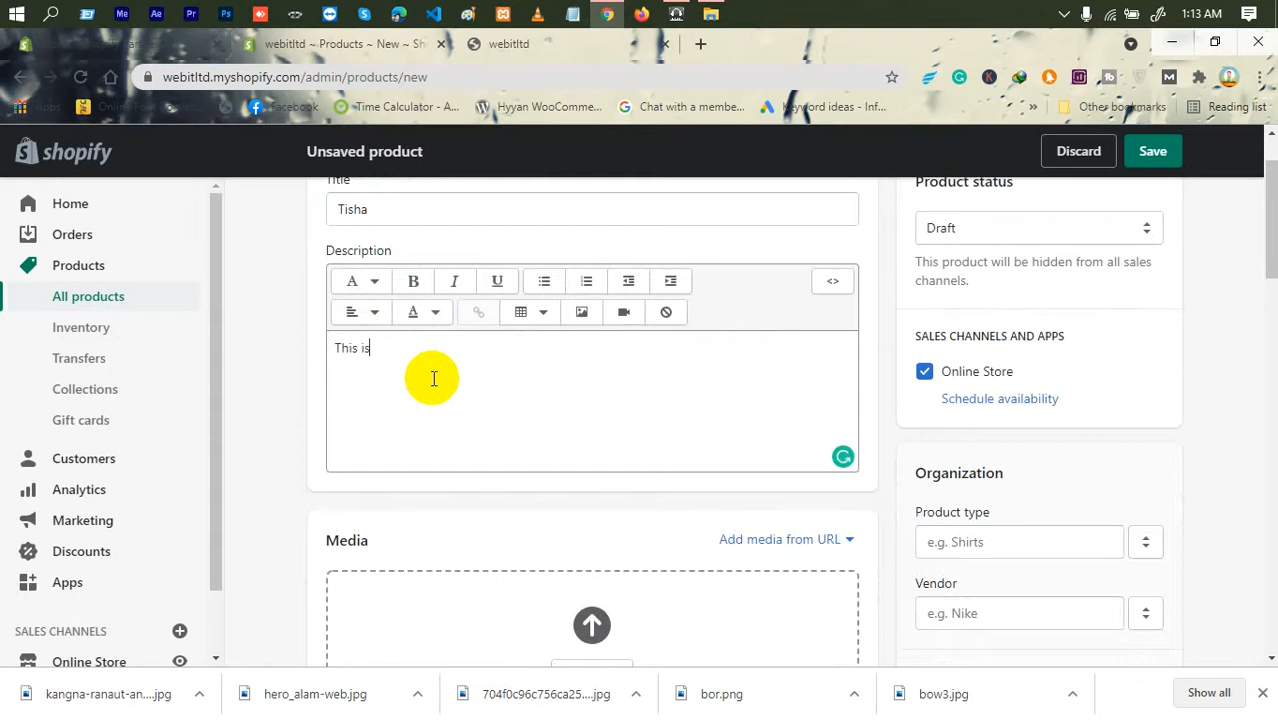 Me Ae Pr Ps
1:13 AM
webitltd ~ Products ~ New ~ Sh
webitltd
webitltd.myshopify.com/admin/products/new
Apps
Facebook
Time Calculator - A...
Hyyan WooComme...
Chat with a membe...
Keyword ideas - Inf...
Other bookmarks
Reading list
shopify
Unsaved product
Discard
Save
Home
Orders
Products
All products
Inventory
Transfers
Collections
Gift cards
Customers
Analytics
Marketing
Discounts
Apps
SALES CHANNELS
Online Store
Title
Tisha
Description
A B I U <>
A
This is
Media
Add media from URL
Product status
Draft
This product will be hidden from all sales
channels.
SALES CHANNELS AND APPS
Online Store
Schedule availability
Organization
Product type
e.g. Shirts
Vendor
e.g. Nike
kangna-ranaut-an....jpg
hero_alam-web.jpg
704f0c96c756ca25....jpg
bor.png
bow3.jpg
Show all